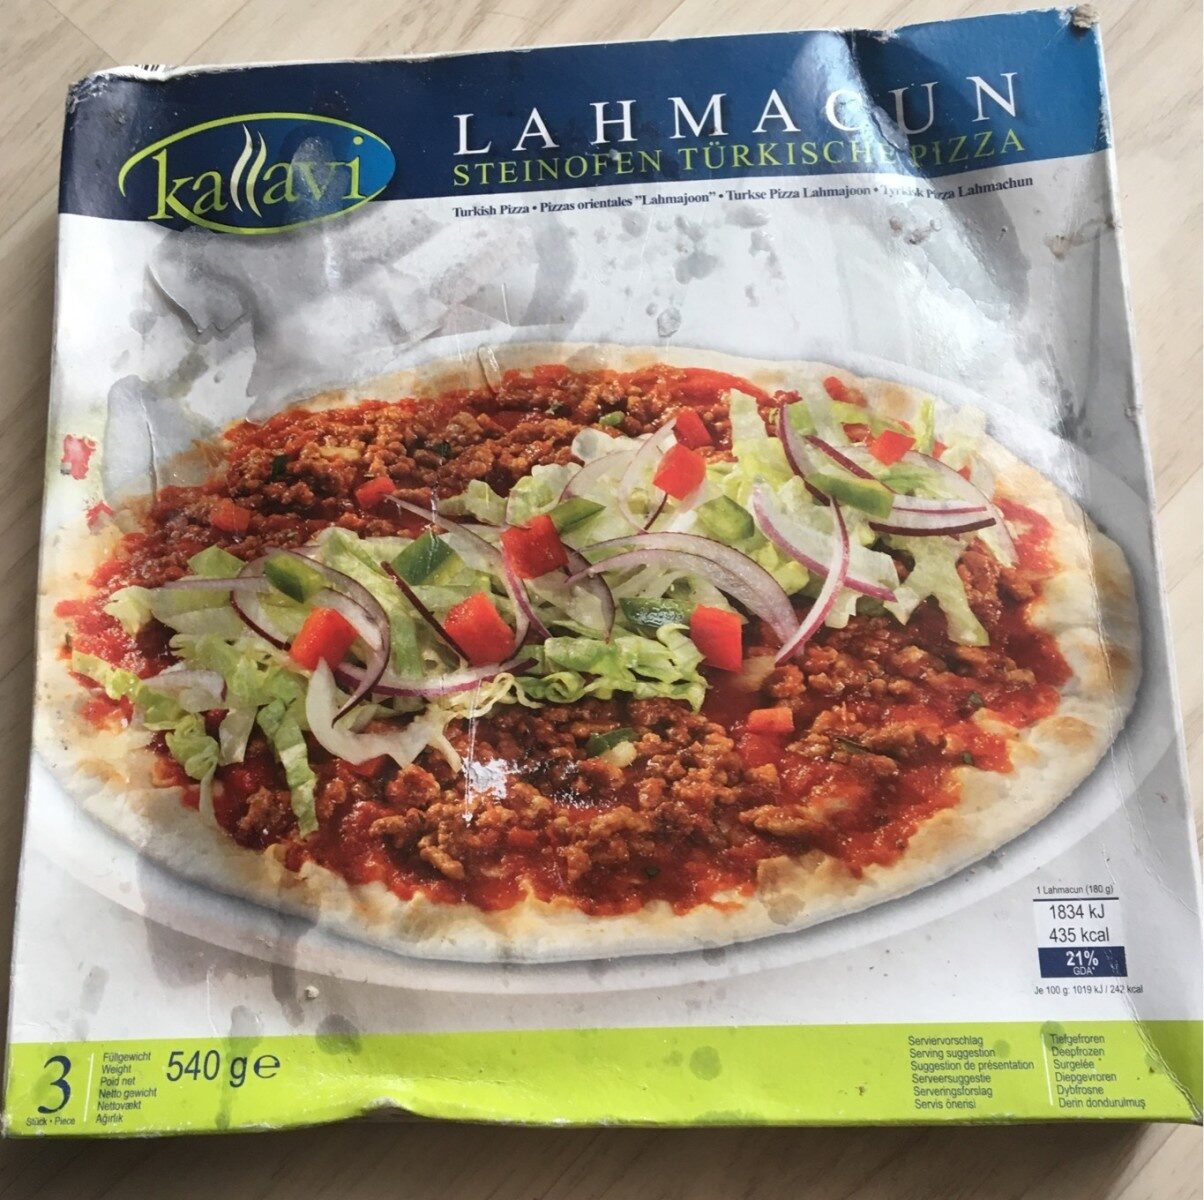 kallavi
LAHMACUN
STEINOFEN TÜRKISCHE PIZZA
Turkish Pizza • Pizzas orientales "Lahmajoon" • Turkse Pizza Lahmajoon • Tyrkisk Pizza Lahmachun
1 Lahmacun (180 g)
1834 kJ
435 kcal
21%
GDA*
Je 100 g: 1019 kJ / 242 kcal
3
Stück • Piece
Füllgewicht
Weight
Poid net
Netto gewicht
Nettovækt
Ağırlık
540 g e
Serviervorschlag
Serving suggestion
Suggestion de présentation
Serveersuggestie
Serveringsforslag
Servis önerisi
Tiefgefroren
Deepfrozen
Surgelée
Diepgevroren
Dybfrosne
Derin dondurulmuş